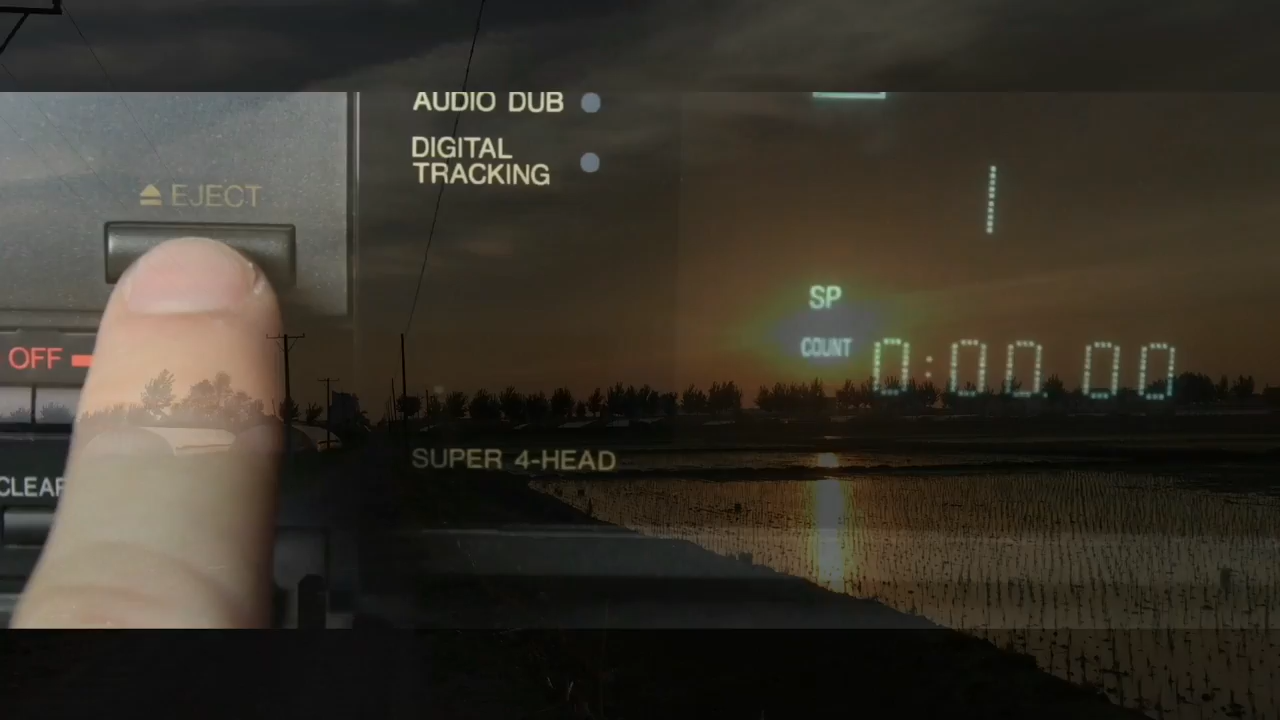 AUDIO DUB
DIGITAL
TRACKING
EJECT
SP
OFF
COUNT 0:00.00
SUPER 4-HEAD
CLEAR